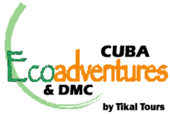 CUBA
Ecoadventures
& DMC
by Tikal Tours